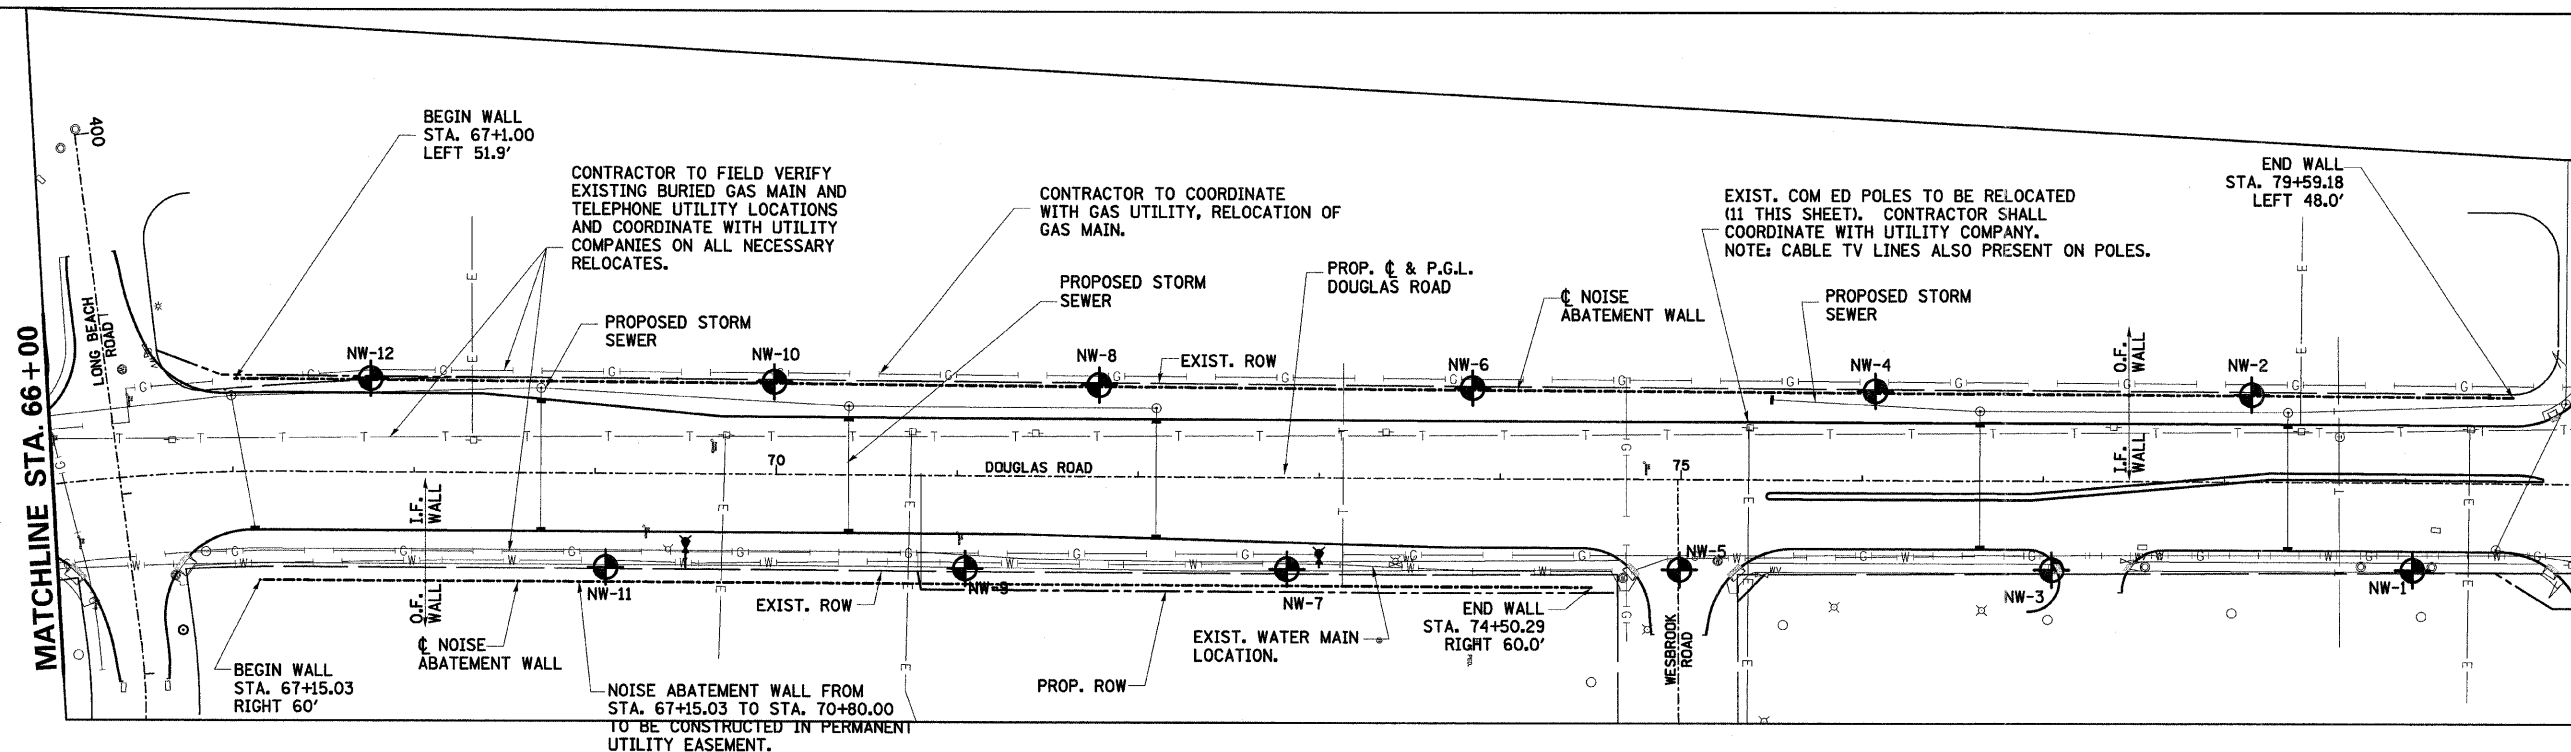 MATCHLINE STA. 66+00
400
LONG BEACH
ROAD
BEGIN WALL
STA. 67+1.00
LEFT 51.9'
CONTRACTOR TO FIELD VERIFY
EXISTING BURIED GAS MAIN AND
TELEPHONE UTILITY LOCATIONS
AND COORDINATE WITH UTILITY
COMPANIES ON ALL NECESSARY
RELOCATES.
PROPOSED STORM
SEWER
CONTRACTOR TO COORDINATE
WITH GAS UTILITY, RELOCATION OF
GAS MAIN.
PROPOSED STORM
SEWER
PROP. ℄ & P.G.L.
DOUGLAS ROAD
℄ NOISE
ABATEMENT WALL
EXIST. COM ED POLES TO BE RELOCATED
(11 THIS SHEET). CONTRACTOR SHALL
COORDINATE WITH UTILITY COMPANY.
NOTE: CABLE TV LINES ALSO PRESENT ON POLES.
PROPOSED STORM
SEWER
END WALL
STA. 79+59.18
LEFT 48.0'
NW-12
NW-10
NW-8
EXIST. ROW
NW-6
NW-4
NW-2
O.F.
WALL
I.F.
WALL
70
DOUGLAS ROAD
75
I.F.
WALL
O.F.
WALL
NW-11
NW-9
NW-7
NW-5
NW-3
NW-1
EXIST. ROW
℄ NOISE
ABATEMENT WALL
BEGIN WALL
STA. 67+15.03
RIGHT 60'
NOISE ABATEMENT WALL FROM
STA. 67+15.03 TO STA. 70+80.00
TO BE CONSTRUCTED IN PERMANENT
UTILITY EASEMENT.
PROP. ROW
EXIST. WATER MAIN
LOCATION.
END WALL
STA. 74+50.29
RIGHT 60.0'
WESBROOK
ROAD